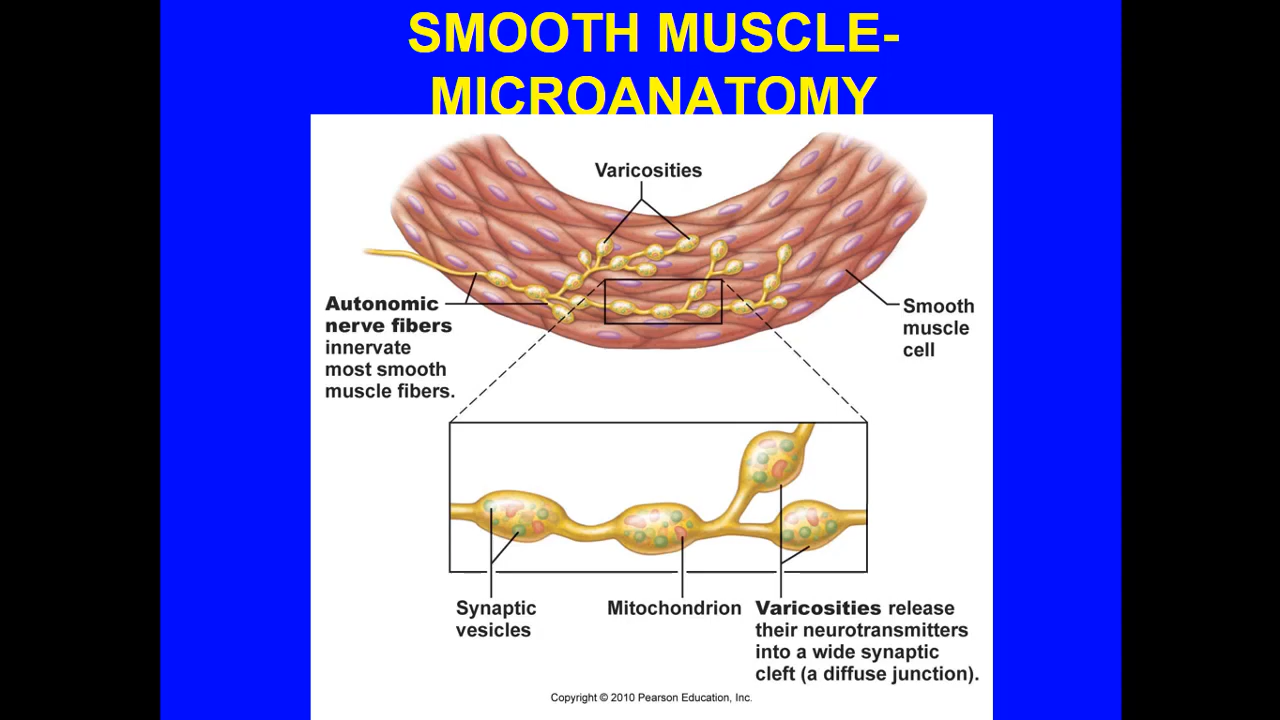 SMOOTH MUSCLE-
MICROANATOMY
Varicosities
Autonomic
nerve fibers
innervate
most smooth
muscle fibers.
Smooth
muscle
cell
Synaptic
vesicles
Mitochondrion
Varicosities release
their neurotransmitters
into a wide synaptic
cleft (a diffuse junction).
Copyright © 2010 Pearson Education, Inc.